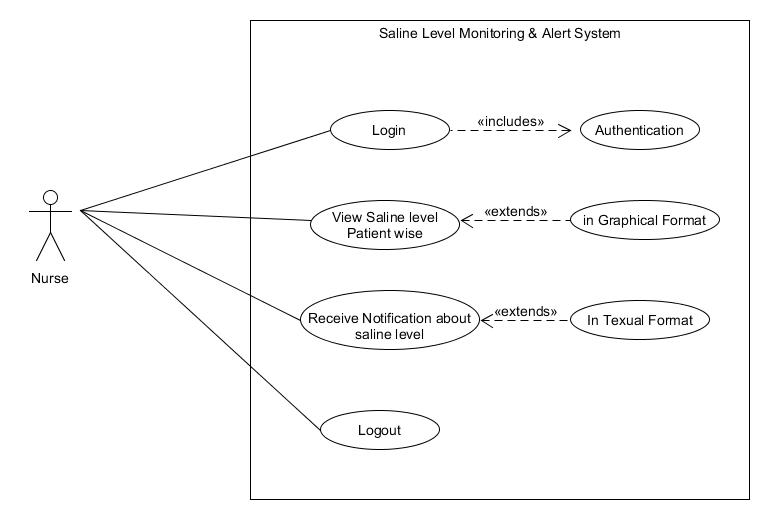 Saline Level Monitoring & Alert System
Login
«includes»
Authentication
View Saline level
Patient wise
«extends»
in Graphical Format
Nurse
Receive Notification about
saline level
«extends»
In Texual Format
Logout